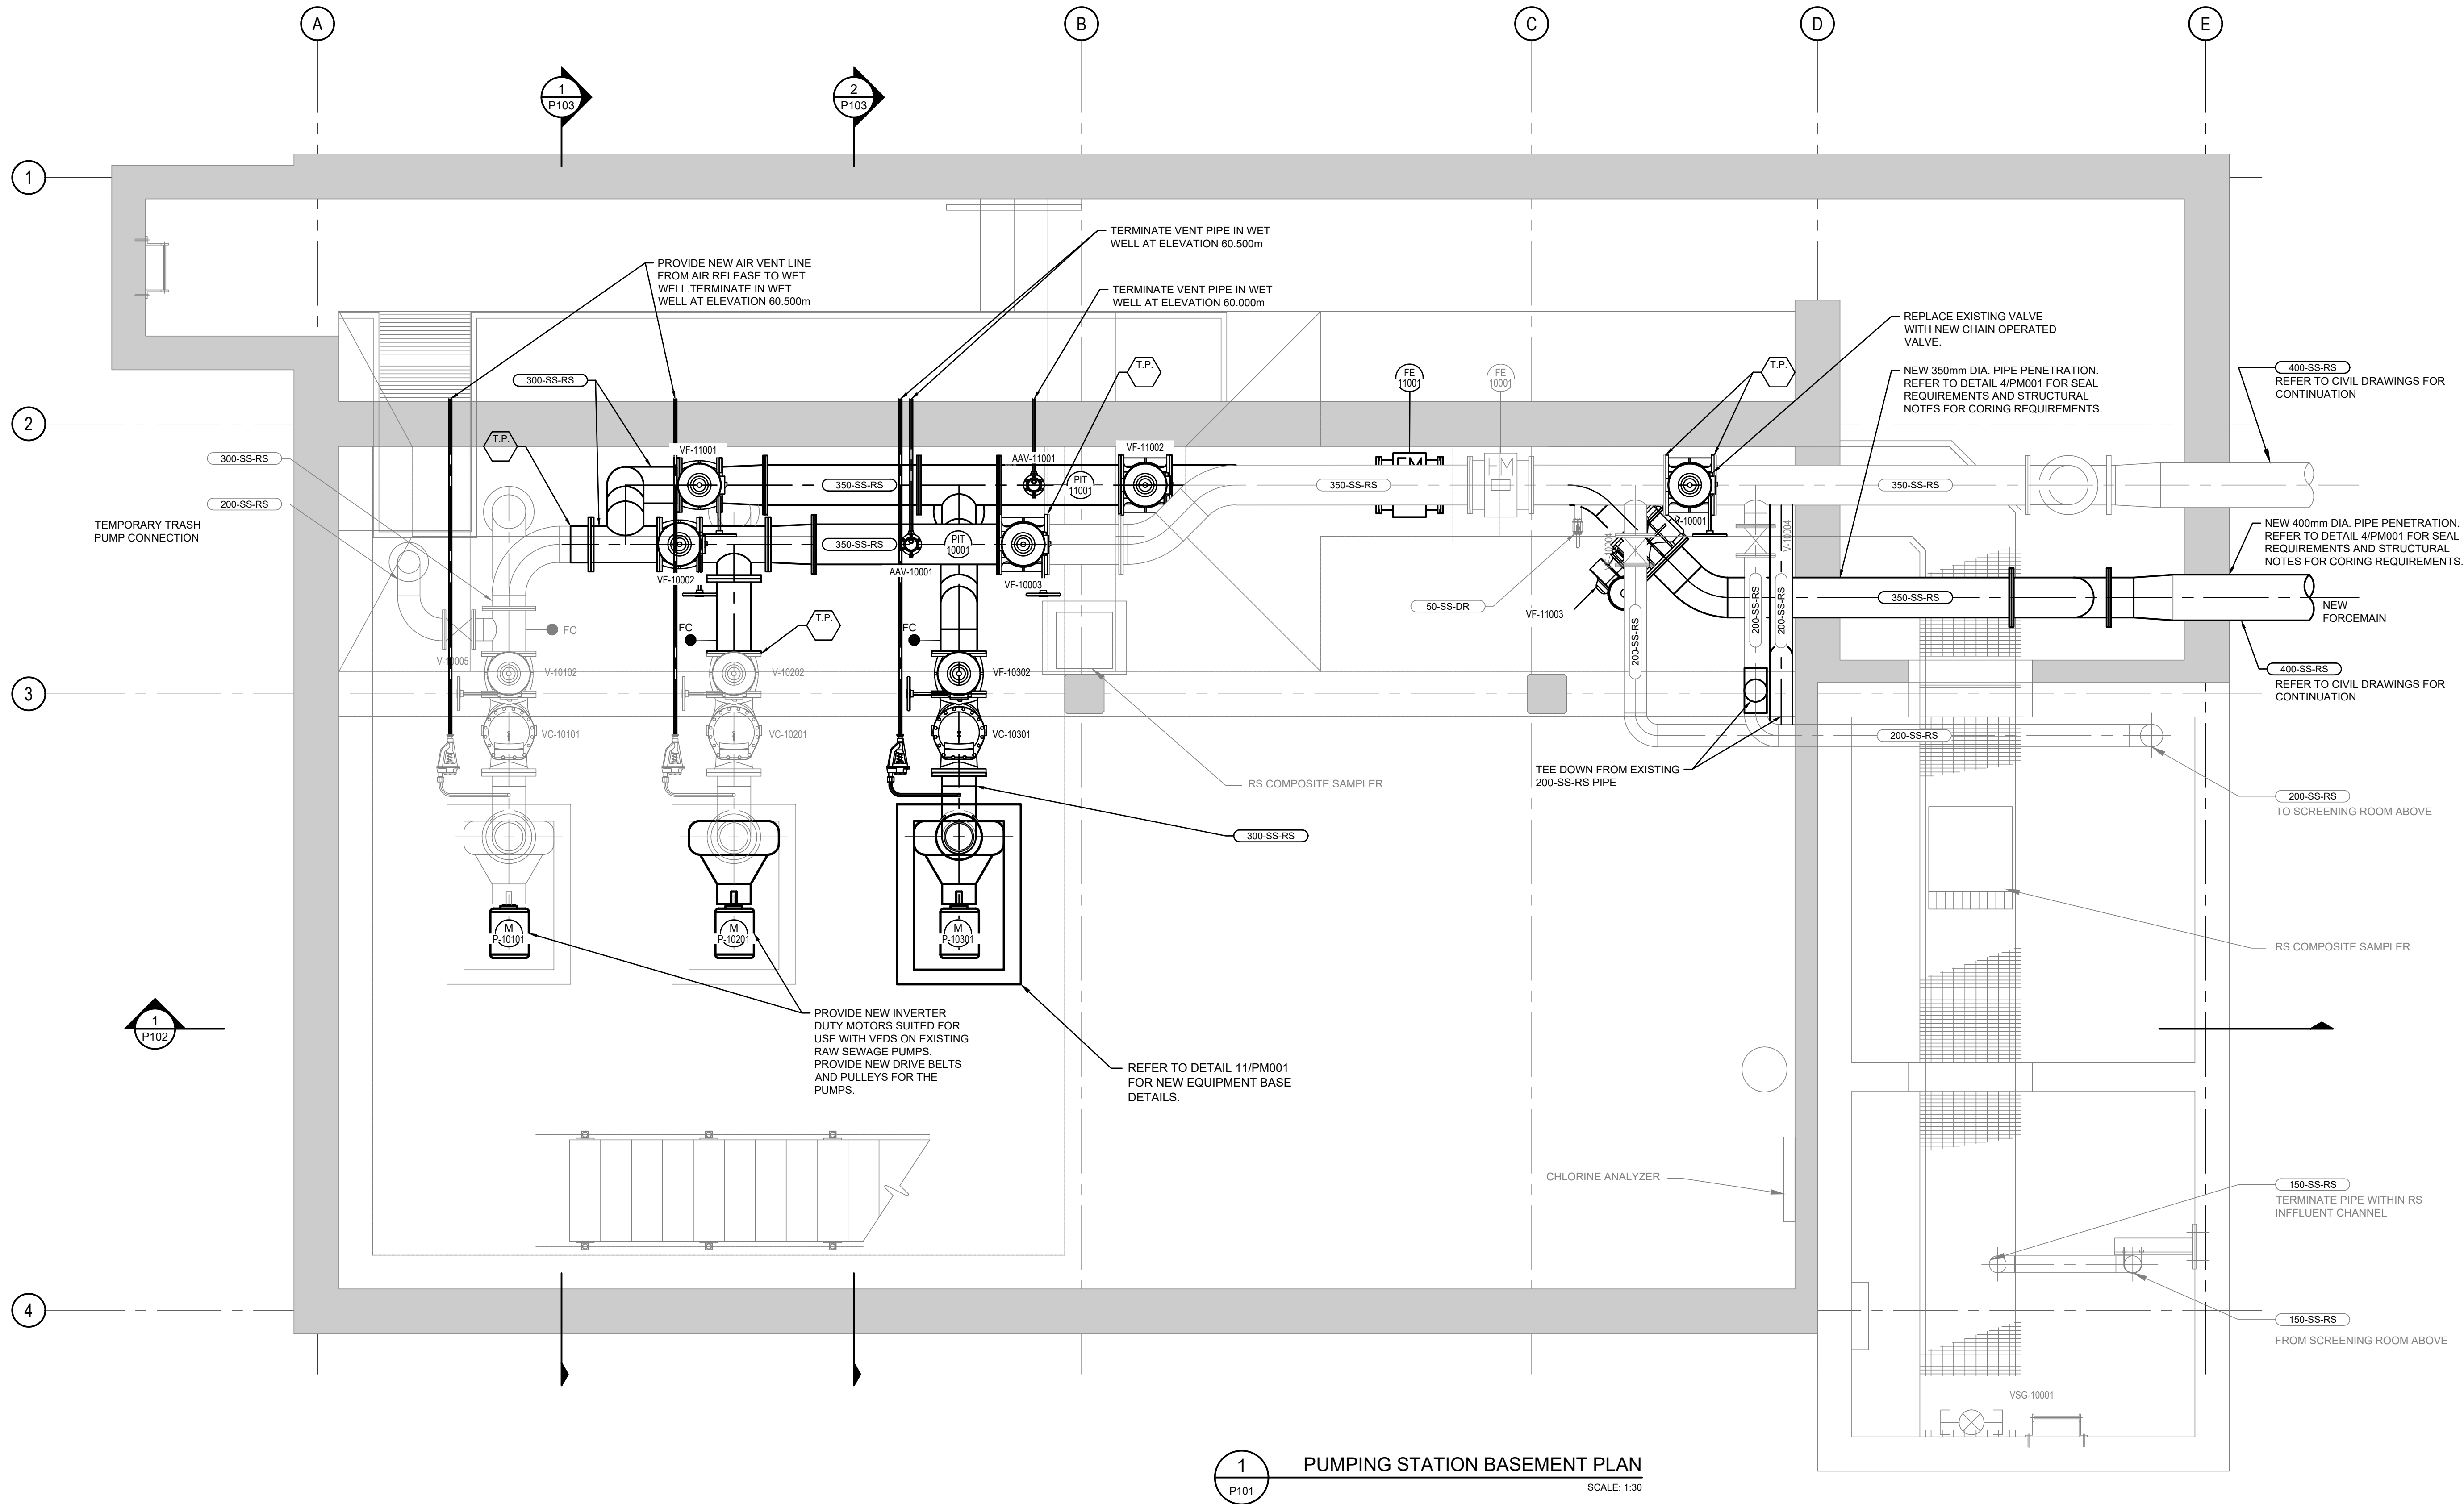 A
B
C
D
E
1
P103
2
P103
1
TERMINATE VENT PIPE IN WET
WELL AT ELEVATION 60.500m
PROVIDE NEW AIR VENT LINE
FROM AIR RELEASE TO WET
WELL.TERMINATE IN WET
WELL AT ELEVATION 60.500m
TERMINATE VENT PIPE IN WET
WELL AT ELEVATION 60.000m
REPLACE EXISTING VALVE
WITH NEW CHAIN OPERATED
VALVE.
T.P.
T.P.
300-SS-RS
FE
11001
FE
10001
NEW 350mm DIA. PIPE PENETRATION.
REFER TO DETAIL 4/PM001 FOR SEAL
REQUIREMENTS AND STRUCTURAL
NOTES FOR CORING REQUIREMENTS.
400-SS-RS
REFER TO CIVIL DRAWINGS FOR
CONTINUATION
2
T.P.
VF-11001
VF-11002
300-SS-RS
AAV-11001
FM
FM
350-SS-RS
PIT
11001
350-SS-RS
350-SS-RS
200-SS-RS
TEMPORARY TRASH
PUMP CONNECTION
V-10004
NEW 400mm DIA. PIPE PENETRATION.
REFER TO DETAIL 4/PM001 FOR SEAL
REQUIREMENTS AND STRUCTURAL
NOTES FOR CORING REQUIREMENTS.
350-SS-RS
PIT
10001
AAV-10001
VF-10002
VF-10003
350-SS-RS
200-SS-RS
200-SS-RS
50-SS-DR
VF-11003
NEW
FORCEMAIN
T.P.
FC
FC
FC
200-SS-RS
V-10005
V-10102
V-10202
VF-10302
400-SS-RS
REFER TO CIVIL DRAWINGS FOR
CONTINUATION
3
VC-10101
VC-10201
VC-10301
200-SS-RS
TEE DOWN FROM EXISTING
200-SS-RS PIPE
RS COMPOSITE SAMPLER
200-SS-RS
TO SCREENING ROOM ABOVE
300-SS-RS
M
P-10101
M
P-10201
M
P-10301
RS COMPOSITE SAMPLER
1
P102
PROVIDE NEW INVERTER
DUTY MOTORS SUITED FOR
USE WITH VFDS ON EXISTING
RAW SEWAGE PUMPS.
PROVIDE NEW DRIVE BELTS
AND PULLEYS FOR THE
PUMPS.
REFER TO DETAIL 11/PM001
FOR NEW EQUIPMENT BASE
DETAILS.
CHLORINE ANALYZER
150-SS-RS
TERMINATE PIPE WITHIN RS
INFFLUENT CHANNEL
4
150-SS-RS
FROM SCREENING ROOM ABOVE
VSG-10001
1
P101
PUMPING STATION BASEMENT PLAN
SCALE: 1:30